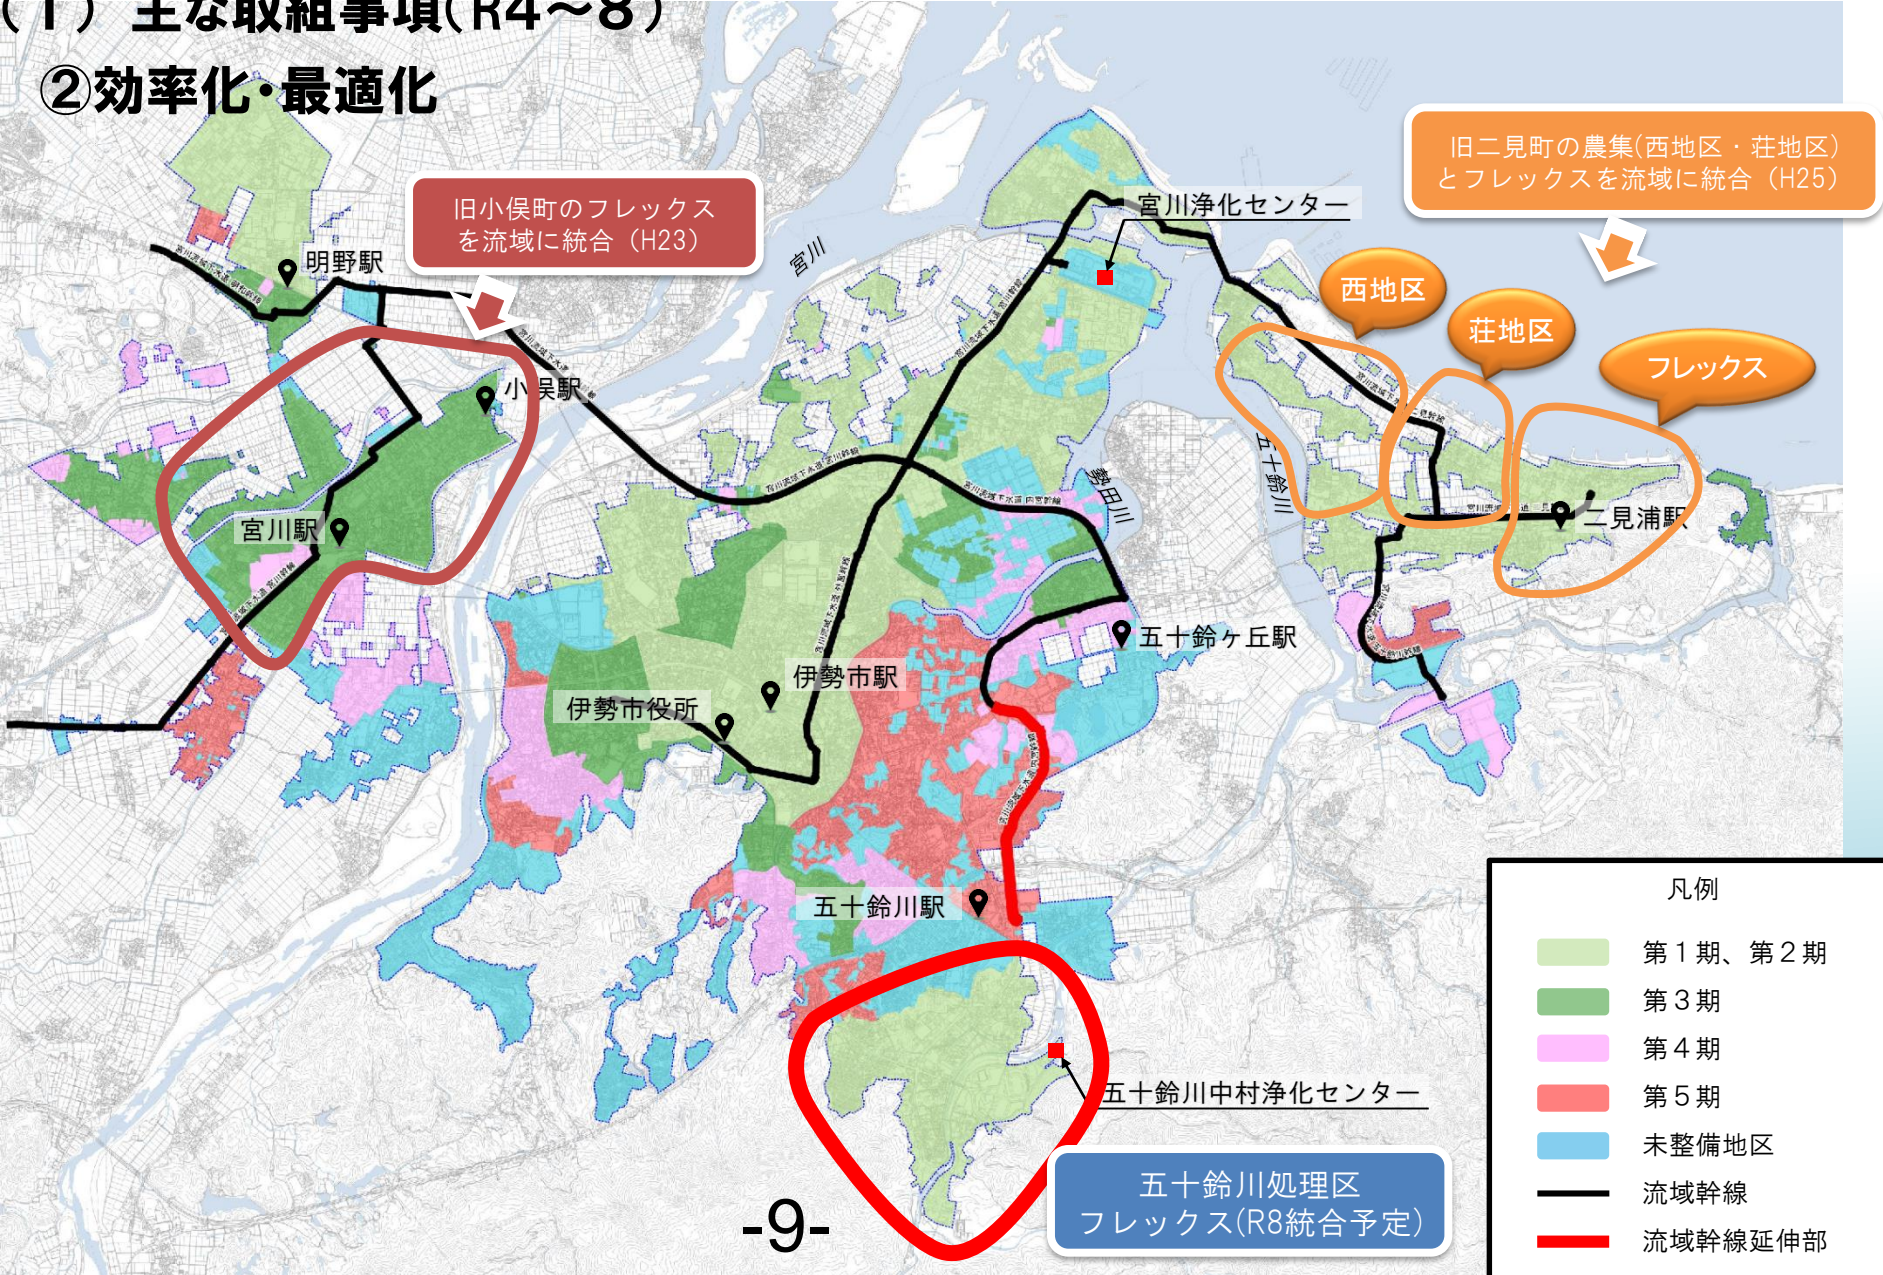 (1) 主な取組事項(R4～8)
②効率化・最適化
旧小俣町のフレックス
を流域に統合（H23）
旧二見町の農集(西地区・荘地区)
とフレックスを流域に統合（H25）
宮川浄化センター
宮川
明野駅
西地区
荘地区
フレックス
小俣駅
勢田川
五十鈴川
二見浦駅
宮川駅
五十鈴ヶ丘駅
伊勢市駅
伊勢市役所
五十鈴川駅
五十鈴川中村浄化センター
五十鈴川処理区
フレックス(R8統合予定)
凡例
第１期、第２期
第３期
第４期
第５期
未整備地区
流域幹線
流域幹線延伸部
-9-